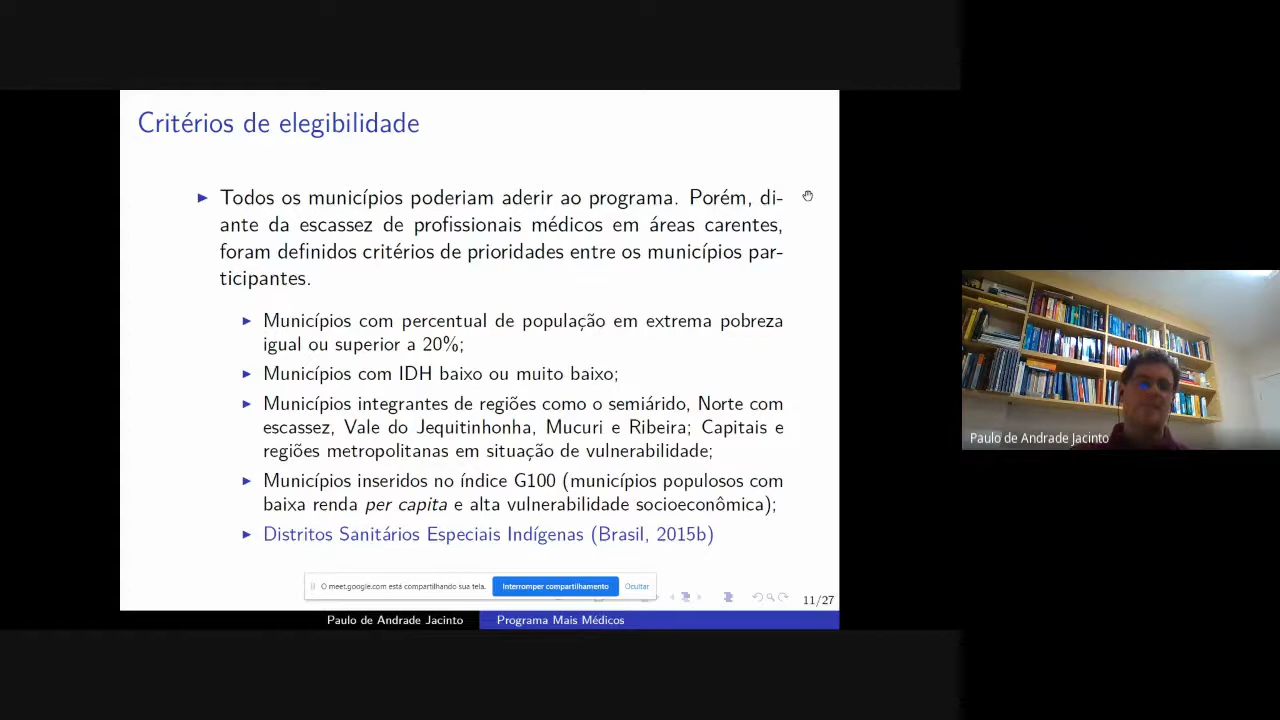 Critérios de elegibilidade
Todos os municípios poderiam aderir ao programa. Porém, di-
ante da escassez de profissionais médicos em áreas carentes,
foram definidos critérios de prioridades entre os municípios par-
ticipantes.
Municípios com percentual de população em extrema pobreza
igual ou superior a 20%;
Municípios com IDH baixo ou muito baixo;
Municípios integrantes de regiões como o semiárido, Norte com
escassez, Vale do Jequitinhonha, Mucuri e Ribeira; Capitais e
regiões metropolitanas em situação de vulnerabilidade;
Municípios inseridos no índice G100 (municípios populosos com
baixa renda per capita e alta vulnerabilidade socioeconômica);
Distritos Sanitários Especiais Indígenas (Brasil, 2015b)
O meet.google.com está compartilhando sua tela. Interromper compartilhamento Ocultar
11/27
Paulo de Andrade Jacinto Programa Mais Médicos
Paulo de Andrade Jacinto